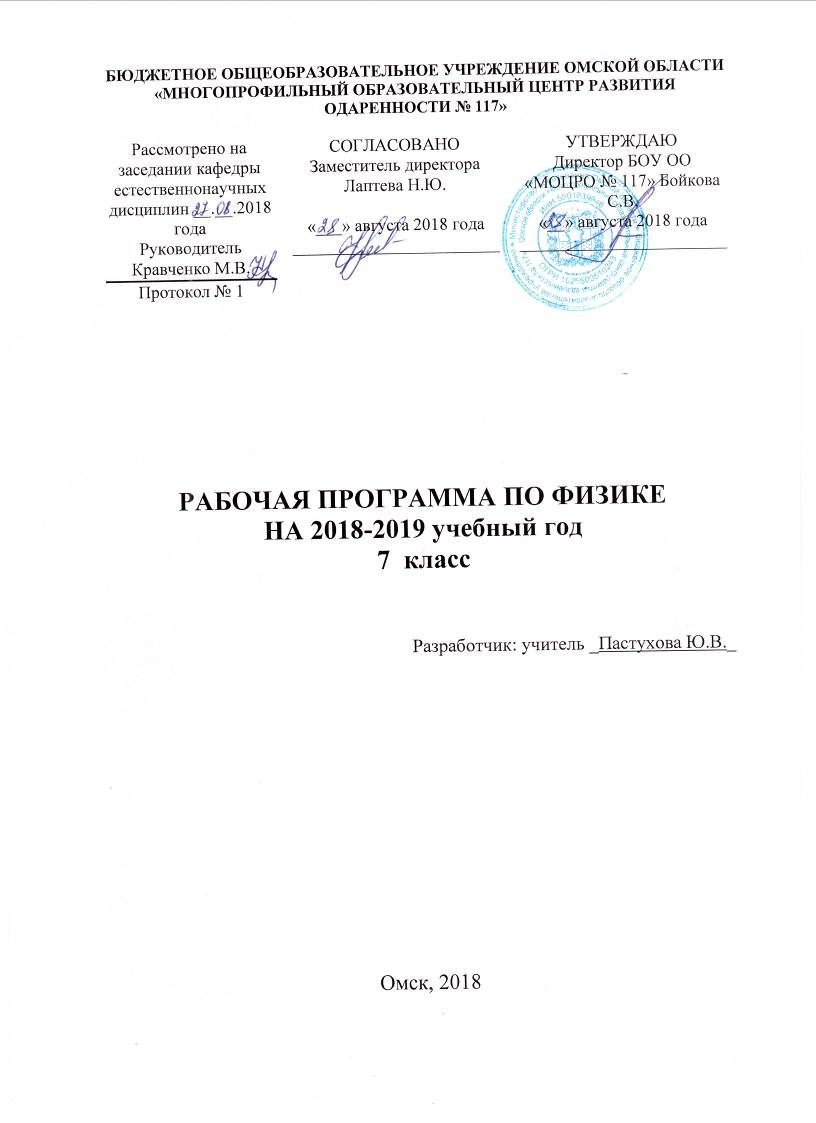 БЮДЖЕТНОЕ ОБЩЕОБРАЗОВАТЕЛЬНОЕ УЧРЕЖДЕНИЕ ОМСКОЙ ОБЛАСТИ
«МНОГОПРОФИЛЬНЫЙ ОБРАЗОВАТЕЛЬНЫЙ ЦЕНТР РАЗВИТИЯ
ОДАРЕННОСТИ № 117»
Рассмотрено на
заседании кафедры
естественнонаучных
дисциплин 27.08.2018
года
Руководитель
Кравченко М.В.
Протокол № 1
СОГЛАСОВАНО
Заместитель директора
Лаптева Н.Ю.
«28» августа 2018 года
УТВЕРЖДАЮ
Директор БОУ ОО
«МОЦРО № 117» Бойкова
С.В.
«28» августа 2018 года
РАБОЧАЯ ПРОГРАММА ПО ФИЗИКЕ
НА 2018-2019 учебный год
7 класс
Разработчик: учитель _Пастухова Ю.В._
Омск, 2018